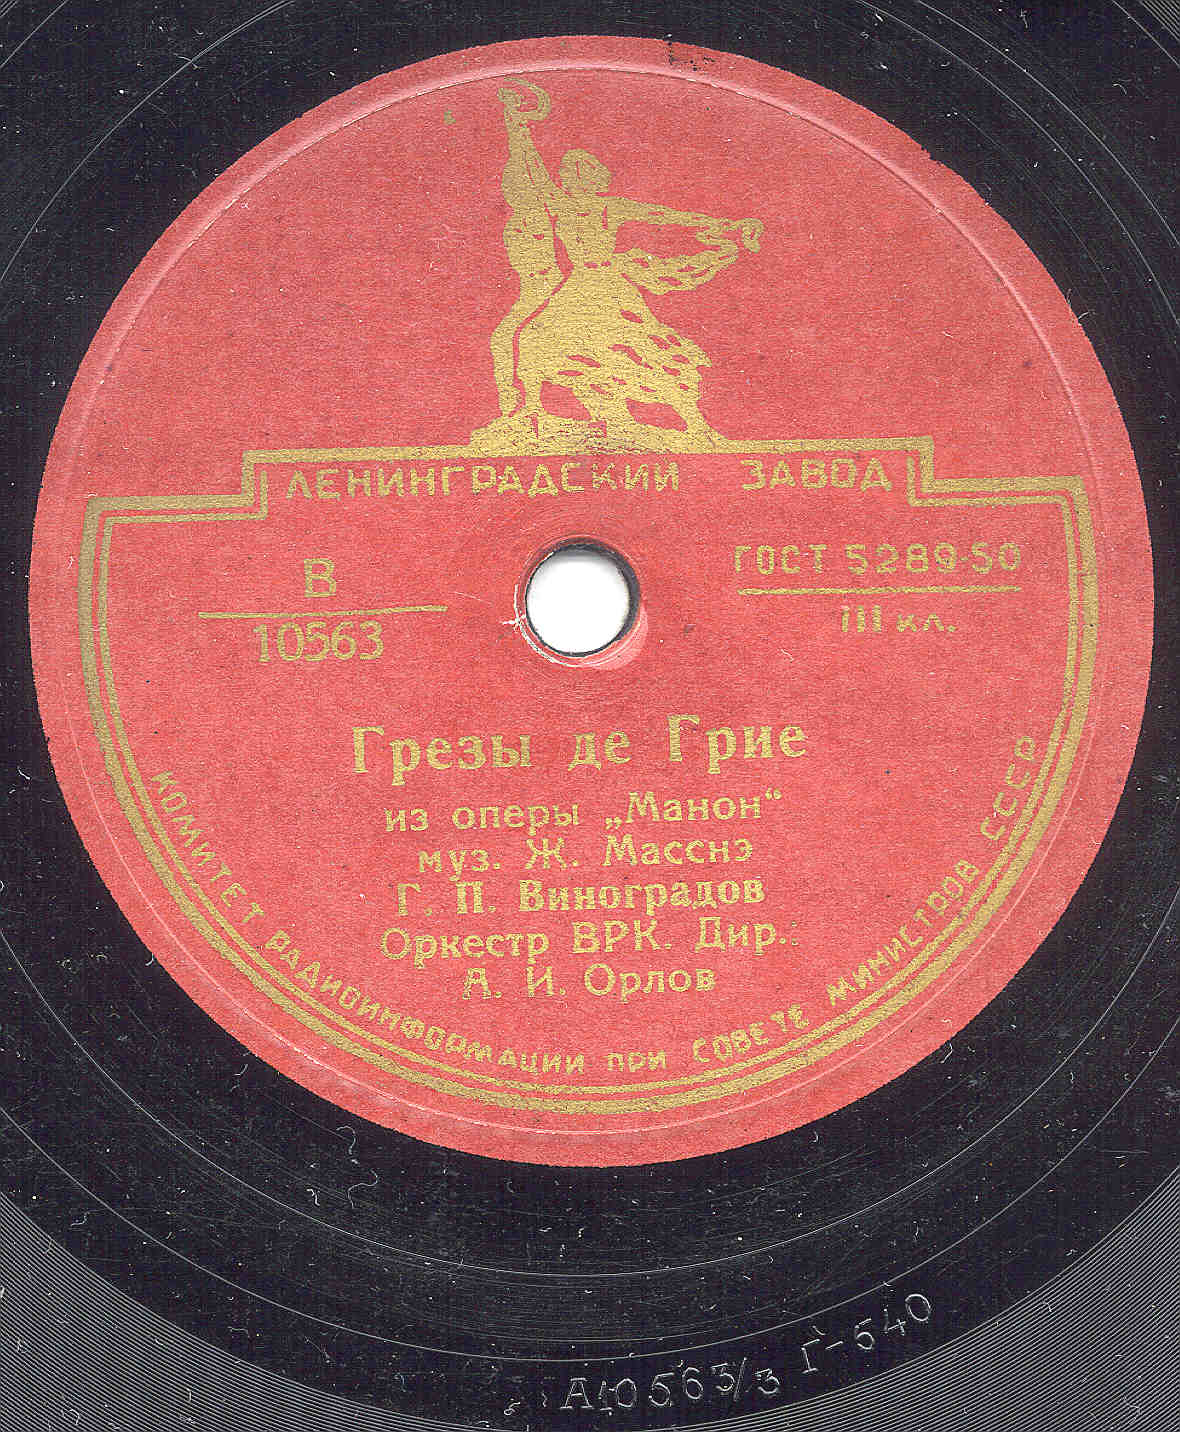 ЛЕНИНГРАДСКИЙ ЗАВОД
В
10563
ГОСТ 5289-50
III кл.
Грезы де Грие
из оперы „Манон“
муз. Ж. Масснэ
Г. П. Виноградов
Оркестр ВРК. Дир.:
А. И. Орлов
КОМИТЕТ РАДИОИНФОРМАЦИИ ПРИ СОВЕТЕ МИНИСТРОВ СССР
А10563/3 Г-540